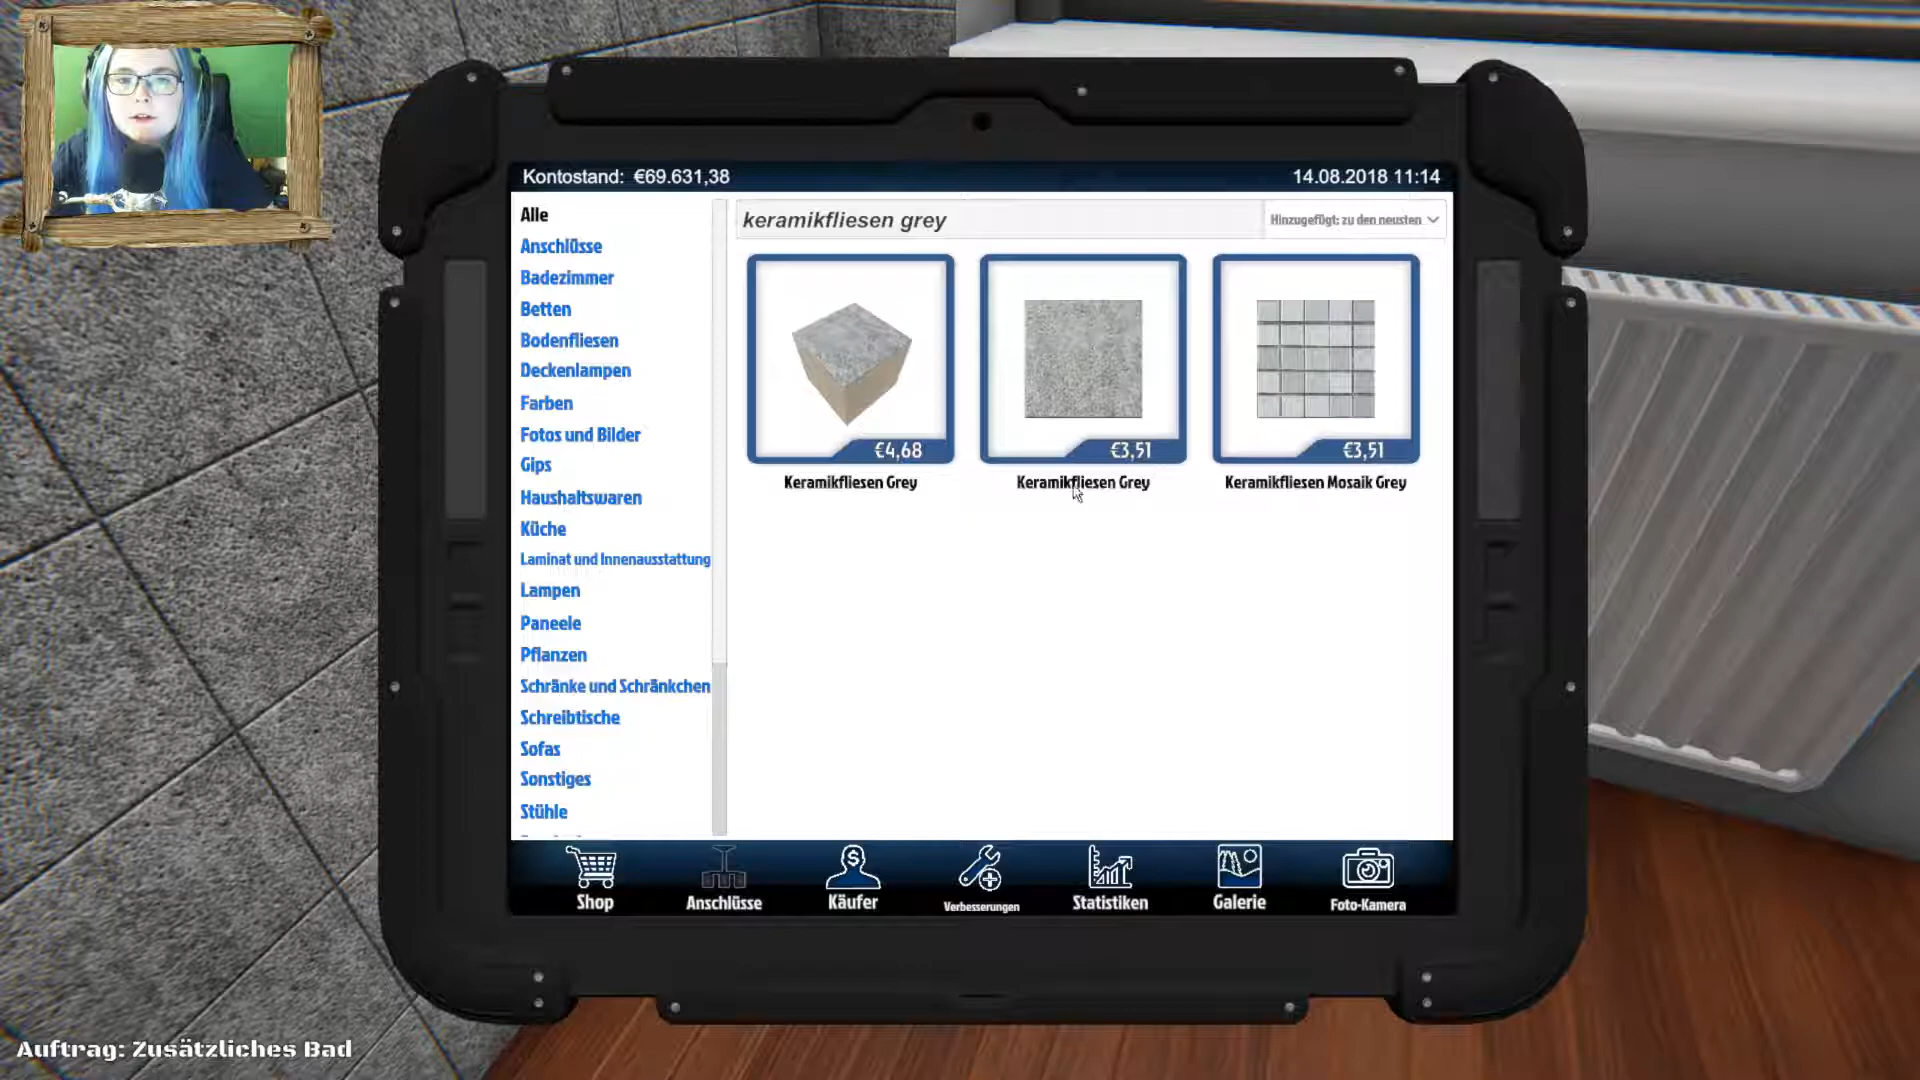 Kontostand: €69.631,38
14.08.2018 11:14
Alle
Anschlüsse
Badezimmer
Betten
Bodenfliesen
Deckenlampen
Farben
Fotos und Bilder
Gips
Haushaltswaren
Küche
Laminat und Innenausstattung
Lampen
Paneele
Pflanzen
Schränke und Schränkchen
Schreibtische
Sofas
Sonstiges
Stühle
keramikfliesen grey
Hinzugefügt: zu den neusten
€4,68
Keramikfliesen Grey
€3,51
Keramikfliesen Grey
€3,51
Keramikfliesen Mosaik Grey
Shop
Anschlüsse
Käufer
Verbesserungen
Statistiken
Galerie
Foto-Kamera
Auftrag: Zusätzliches Bad